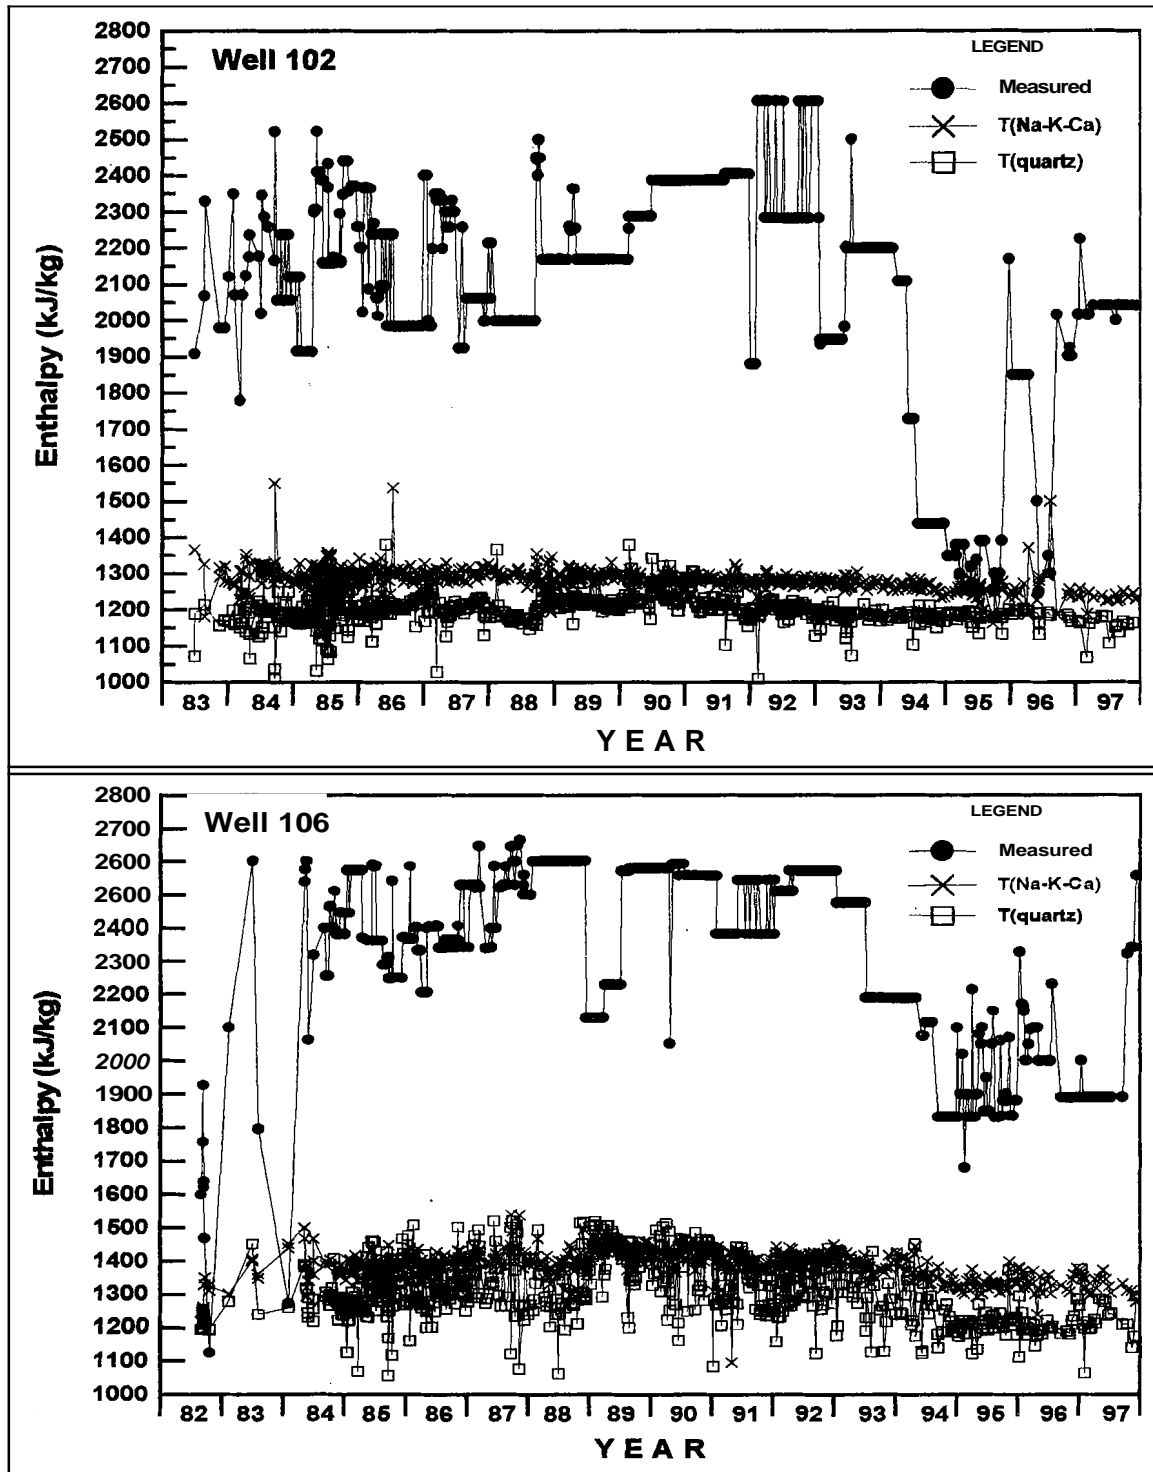 Well 102
LEGEND
Measured
T(Na-K-Ca)
T(quartz)
Enthalpy (kJ/kg)
2800
2700
2600
2500
2400
2300
2200
2100
2000
1900
1800
1700
1600
1500
1400
1300
1200
1100
1000
83 84 85 86 87 88 89 90 91 92 93 94 95 96 97
YEAR
Well 106
LEGEND
Measured
T(Na-K-Ca)
T(quartz)
Enthalpy (kJ/kg)
2800
2700
2600
2500
2400
2300
2200
2100
2000
1900
1800
1700
1600
1500
1400
1300
1200
1100
1000
82 83 84 85 86 87 88 89 90 91 92 93 94 95 96 97
YEAR